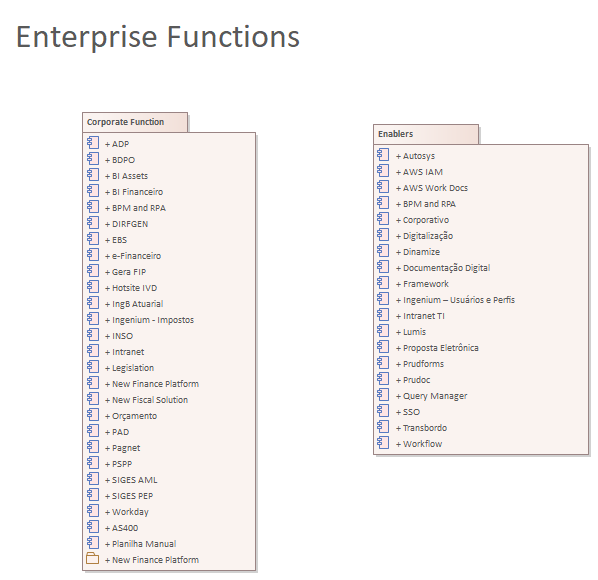 Enterprise Functions
Corporate Function
+ ADP
+ BDPO
+ BI Assets
+ BI Financeiro
+ BPM and RPA
+ DIRFGEN
+ EBS
+ e-Financeiro
+ Gera FIP
+ Hotsite IVD
+ IngB Atuarial
+ Ingenium - Impostos
+ INSO
+ Intranet
+ Legislation
+ New Finance Platform
+ New Fiscal Solution
+ Orçamento
+ PAD
+ Pagnet
+ PSPP
+ SIGES AML
+ SIGES PEP
+ Workday
+ AS400
+ Planilha Manual
+ New Finance Platform
Enablers
+ Autosys
+ AWS IAM
+ AWS Work Docs
+ BPM and RPA
+ Corporativo
+ Digitalização
+ Dinamize
+ Documentação Digital
+ Framework
+ Ingenium – Usuários e Perfis
+ Intranet TI
+ Lumis
+ Proposta Eletrônica
+ Prudforms
+ Prudoc
+ Query Manager
+ SSO
+ Transbordo
+ Workflow